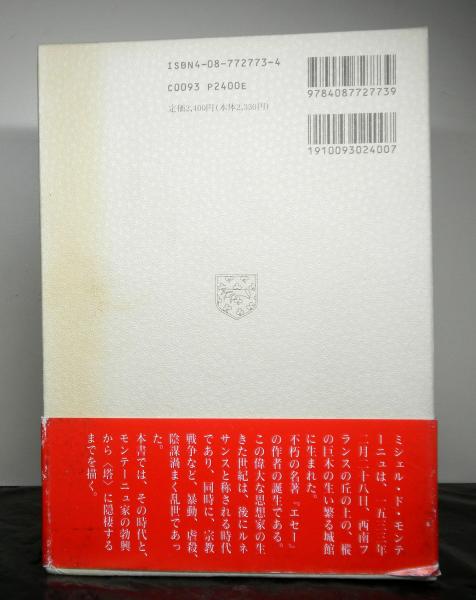 ISBN4-08-772773-4
C0093 P2400E
定価2,400円(本体2,330円)
9784087727739
1910093024007
ミシェル・ド・モンテ
ーニュは、一五三三年
二月二十八日、西南フ
ランスの丘の上の、樅
の巨木の生い繁る城館
に生まれた。
不朽の名著『エセー』
の作者の誕生である。
この偉大な思想家の生
きた世紀は、後にルネ
サンスと称される時代
であり、同時に、宗教
戦争など、暴動、虐殺、
陰謀渦まく乱世であっ
た。
本書では、その時代と、
モンテーニュ家の勃興
から〈塔〉に隠棲する
までを描く。